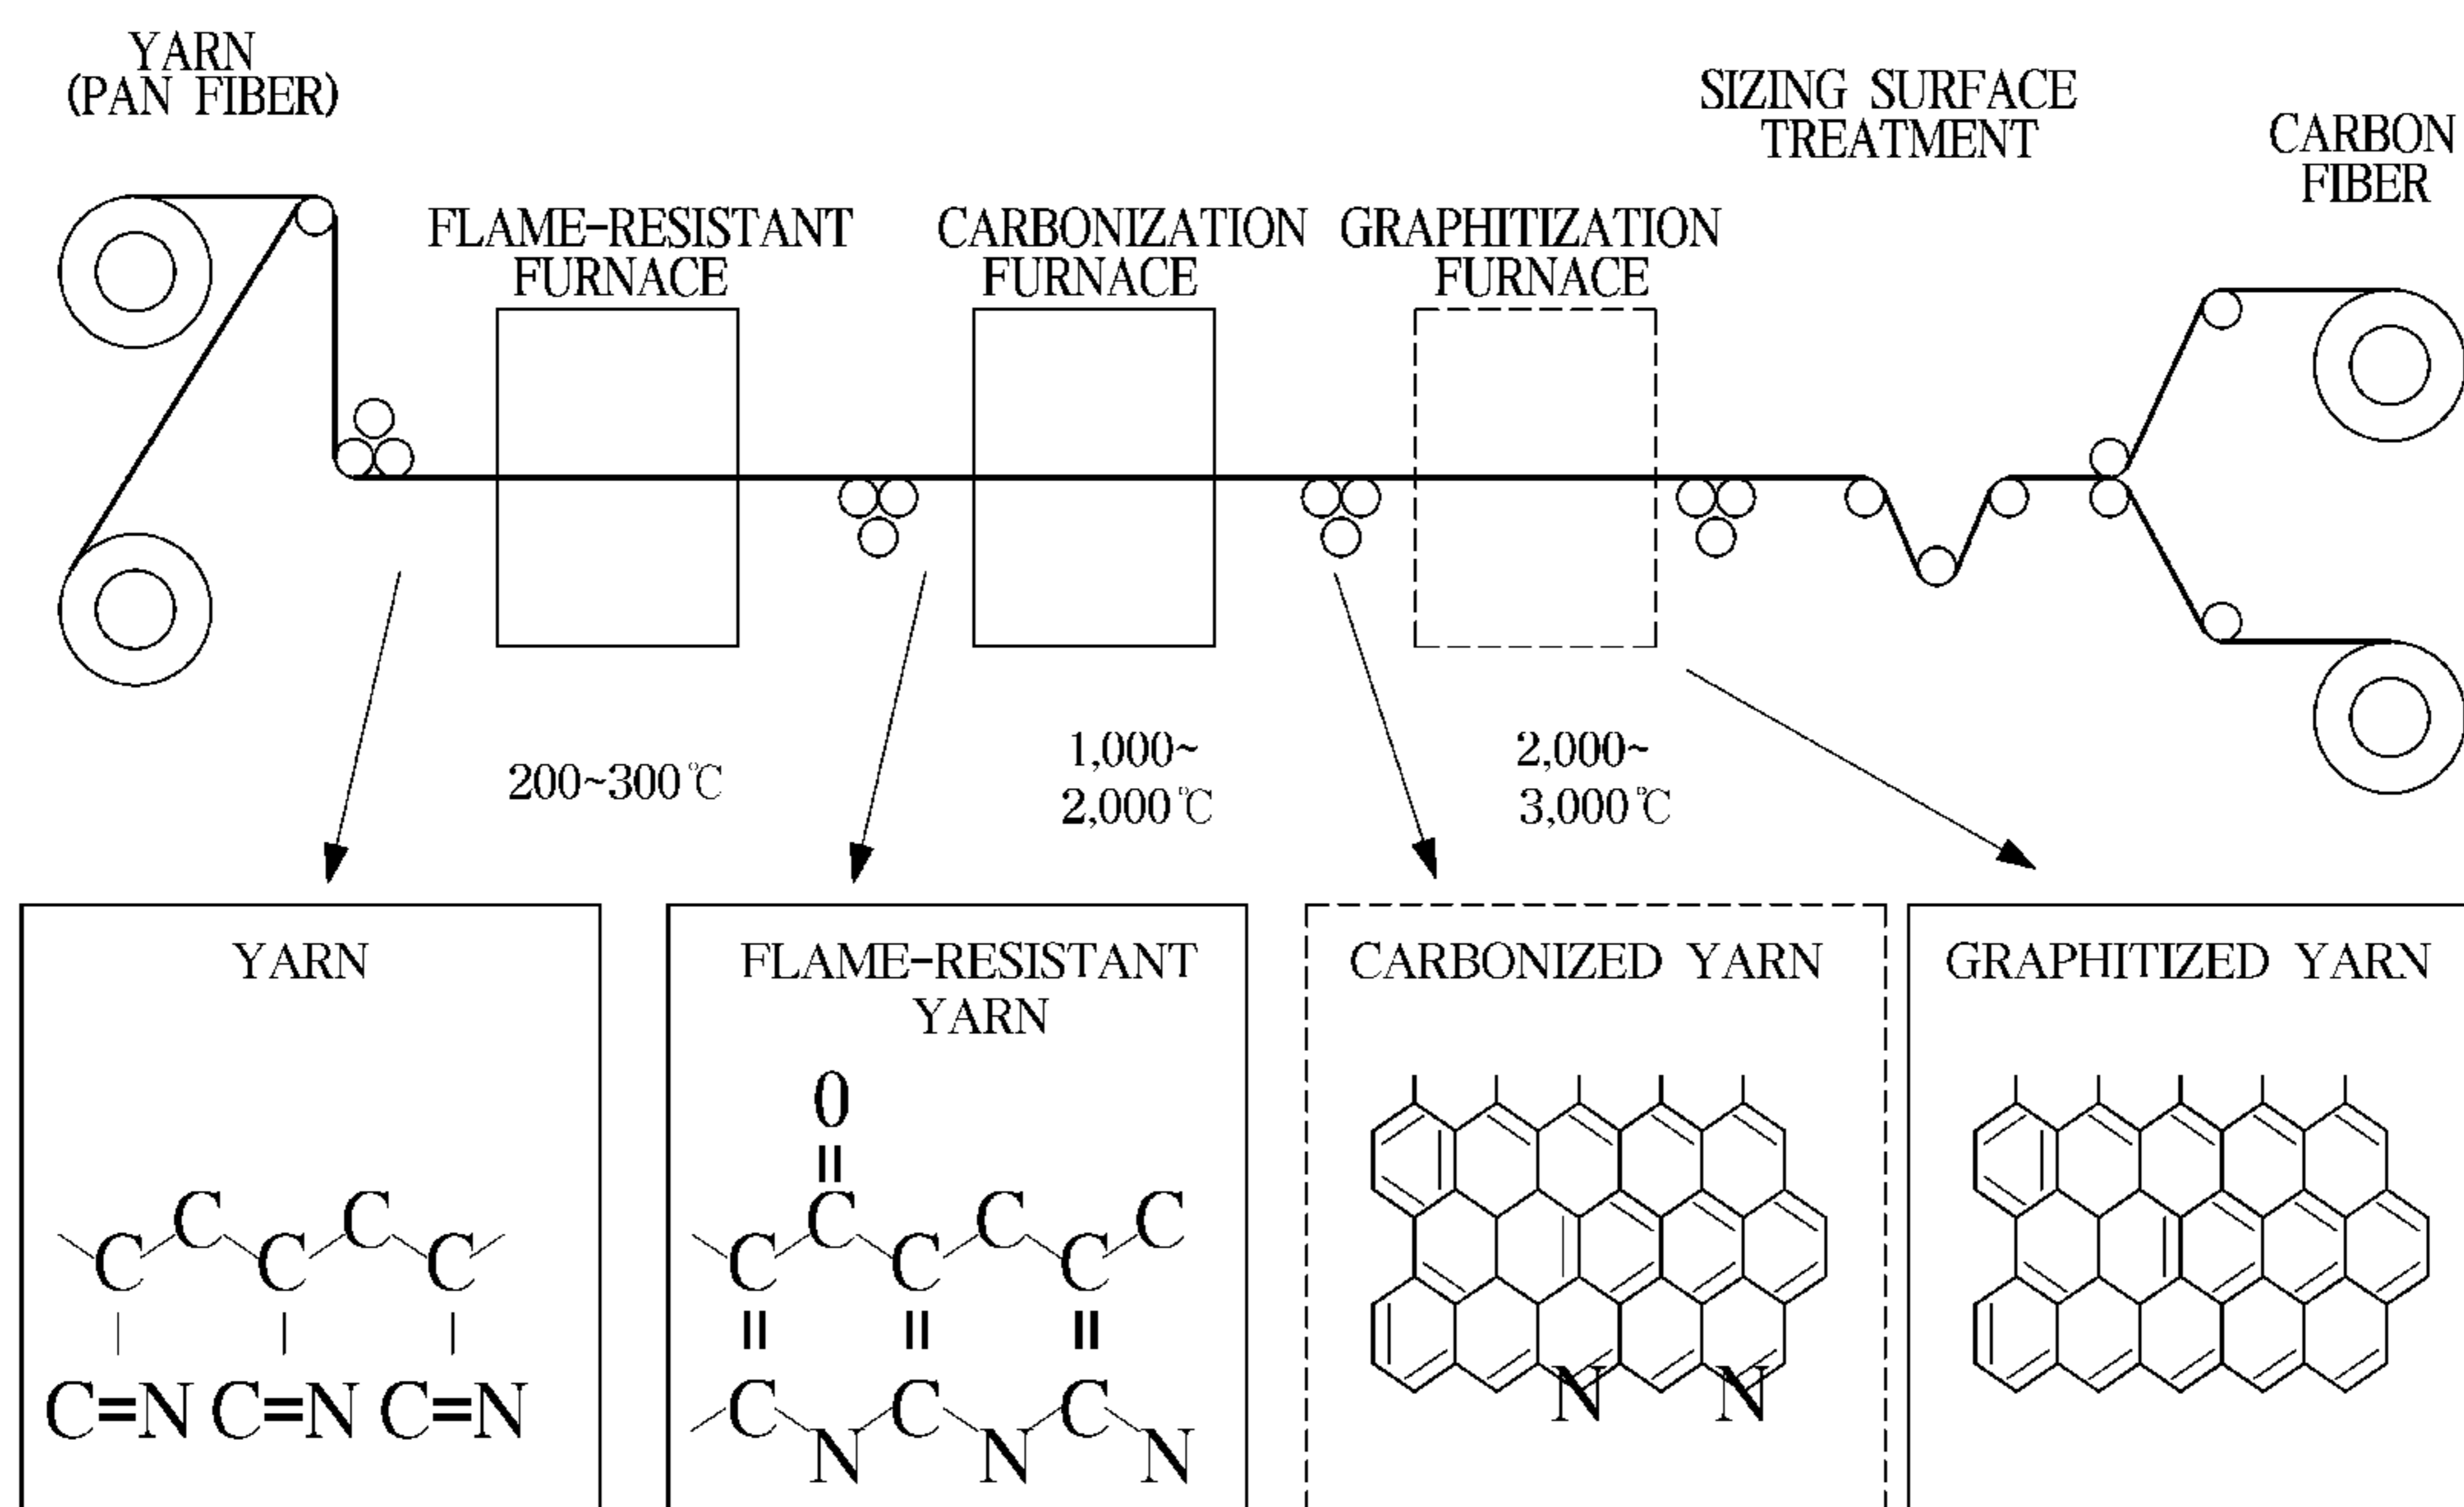 YARN
(PAN FIBER)
SIZING SURFACE
TREATMENT
CARBON
FIBER
FLAME-RESISTANT
FURNACE
CARBONIZATION
FURNACE
GRAPHITIZATION
FURNACE
200~300℃
1,000~
2,000℃
2,000~
3,000℃
YARN
C C
C C C
C=N C=N C=N
FLAME-RESISTANT
YARN
O
C C C
C C C
C C C
N N N
CARBONIZED YARN
N N
GRAPHITIZED YARN